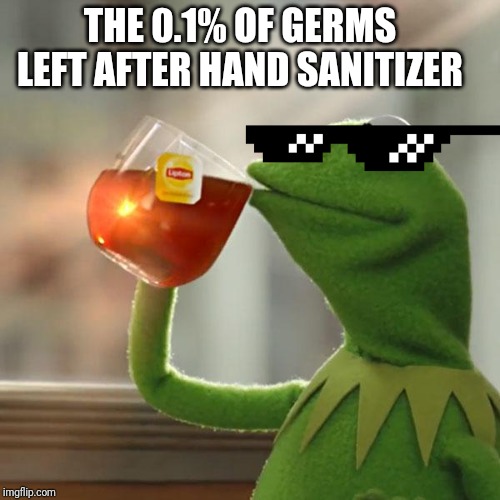 THE 0.1% OF GERMS
LEFT AFTER HAND SANITIZER
Lipton
imgflip.com